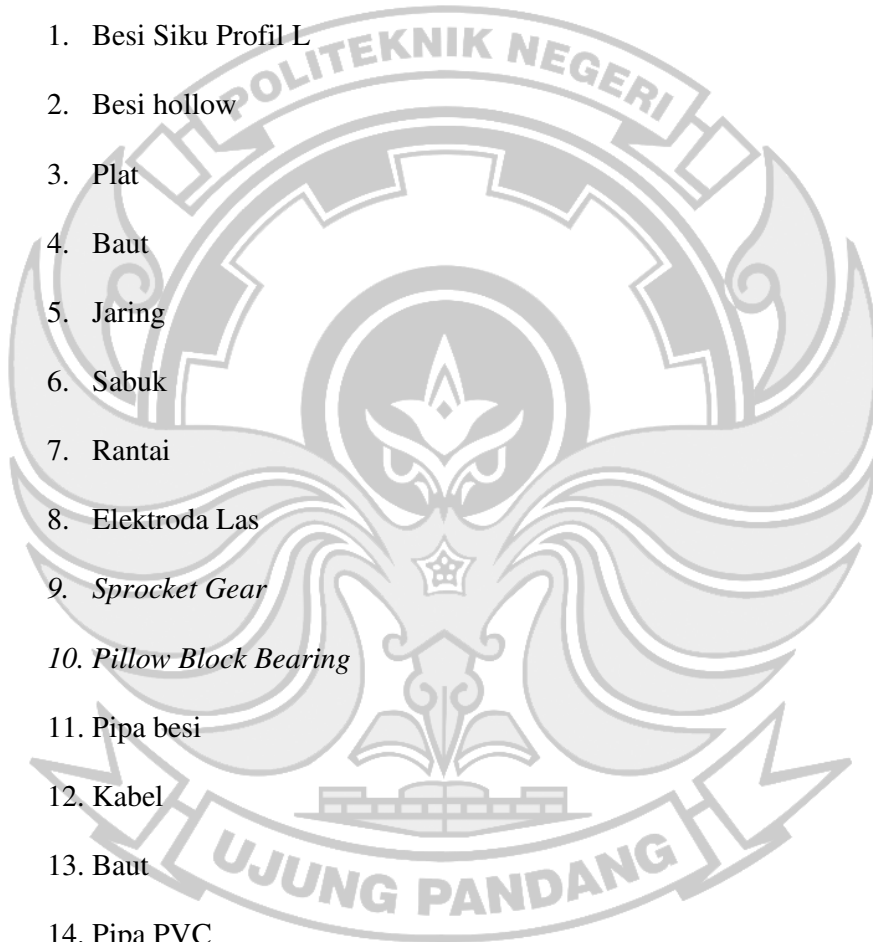 POLITEKNIK NEGERI
1. Besi Siku Profil L
2. Besi hollow
3. Plat
4. Baut
5. Jaring
6. Sabuk
7. Rantai
8. Elektroda Las
9. Sprocket Gear
10. Pillow Block Bearing
11. Pipa besi
12. Kabel
13. Baut
14. Pipa PVC
UJUNG PANDANG